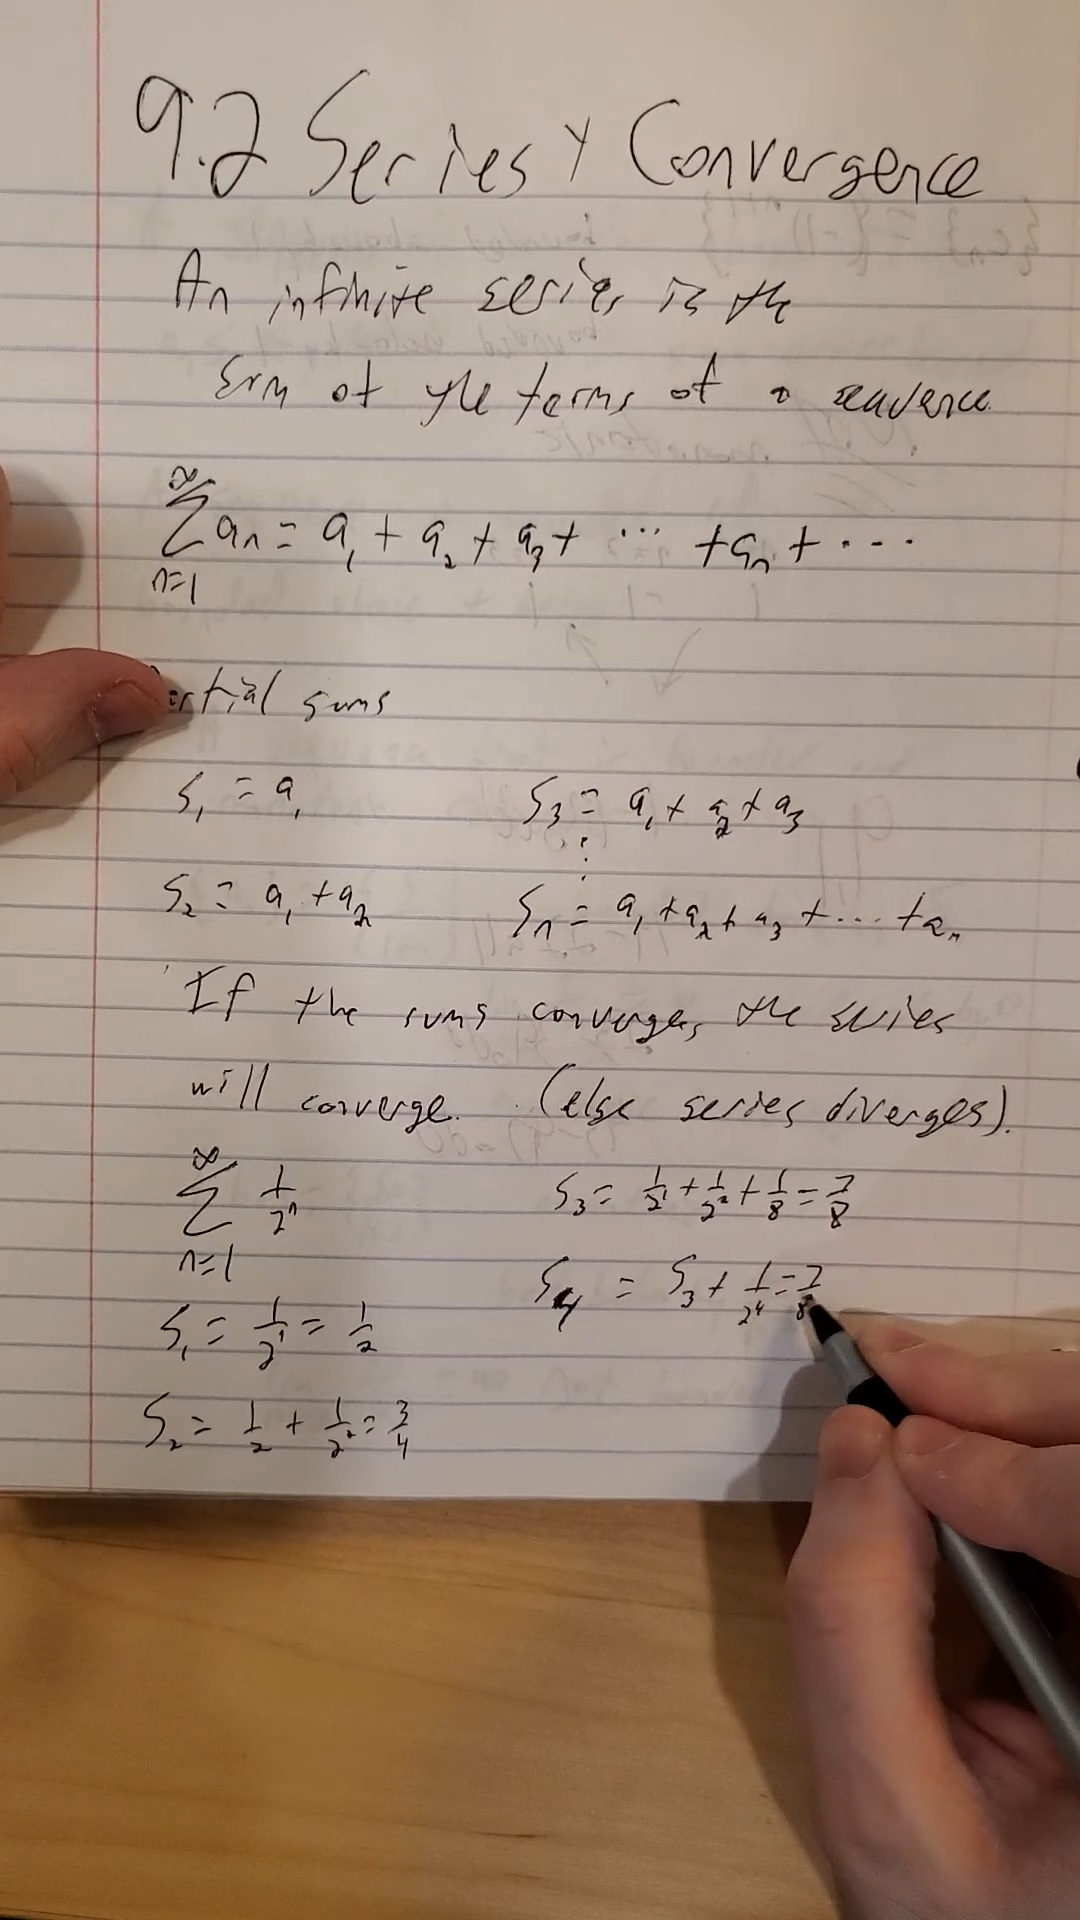 9.2 Series & Convergence
An infinite series is the
sum of the terms of a sequence.
∞
∑ aₙ = a₁ + a₂ + a₃ + ... + aₙ + ...
n=1
rtial sums
S₁ = a₁
S₂ = a₁ + a₂
S₃ = a₁ + a₂ + a₃
⋮
Sₙ = a₁ + a₂ + a₃ + ... + aₙ
If the sums converges, the series
will converge. (else series diverges).
∞
∑ 1/2ⁿ
n=1
S₁ = 1/2¹ = 1/2
S₂ = 1/2 + 1/2² = 3/4
S₃ = 1/2¹ + 1/2² + 1/8 = 7/8
S₄ = S₃ + 1/2⁴ = 7/8